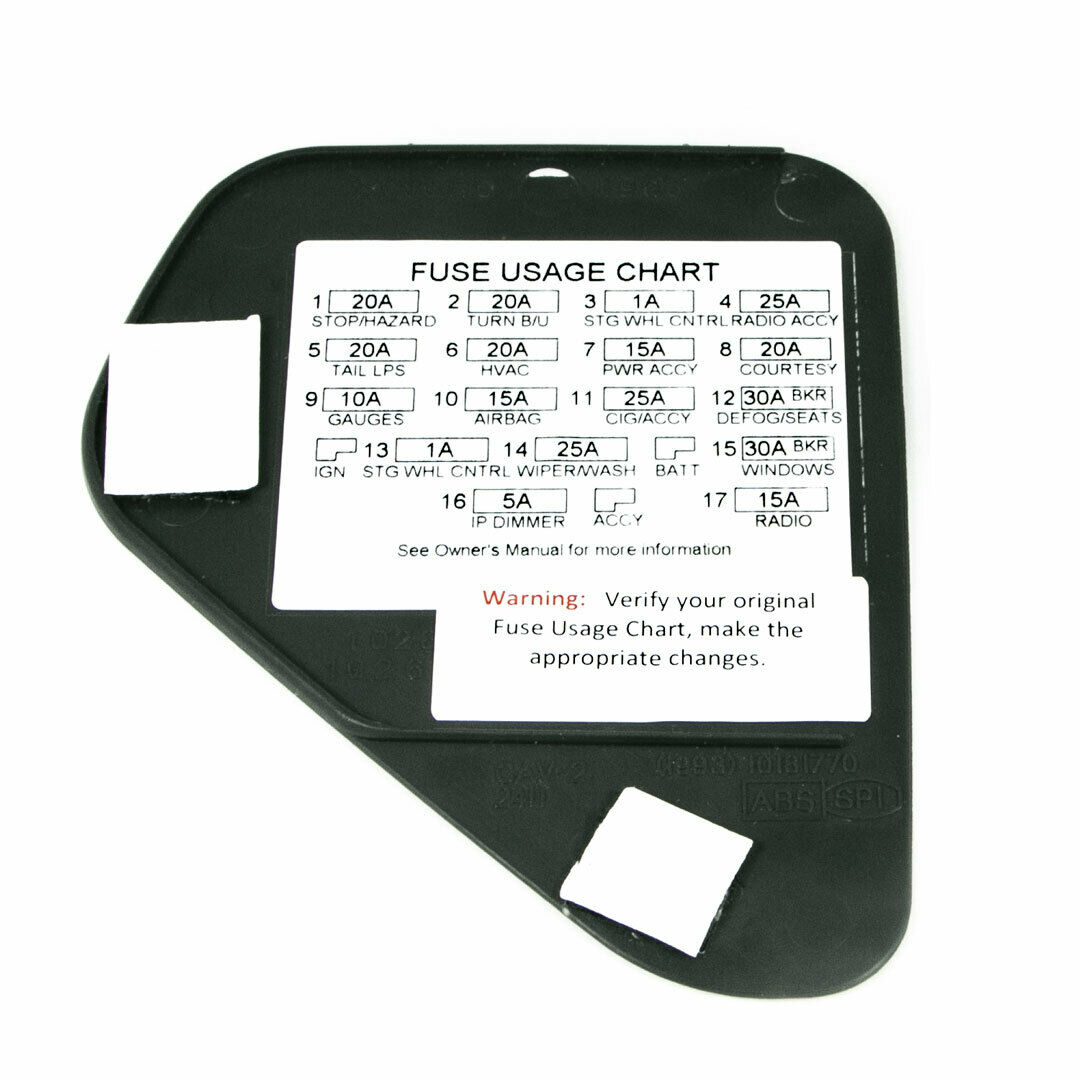 FUSE USAGE CHART
1 20A 2 20A 3 1A 4 25A
STOP/HAZARD TURN B/U STG WHL CNTRL RADIO ACCY
5 20A 6 20A 7 15A 8 20A
TAIL LPS HVAC PWR ACCY COURTESY
9 10A 10 15A 11 25A 12 30A BKR
GAUGES AIRBAG CIG/ACCY DEFOG/SEATS
13 1A 14 25A 15 30A BKR
IGN STG WHL CNTRL WIPER/WASH BATT WINDOWS
16 5A 17 15A
IP DIMMER ACCY RADIO
See Owner's Manual for more information
Warning: Verify your original
Fuse Usage Chart, make the
appropriate changes.
(1993) 10181770
2411
ABS SPI